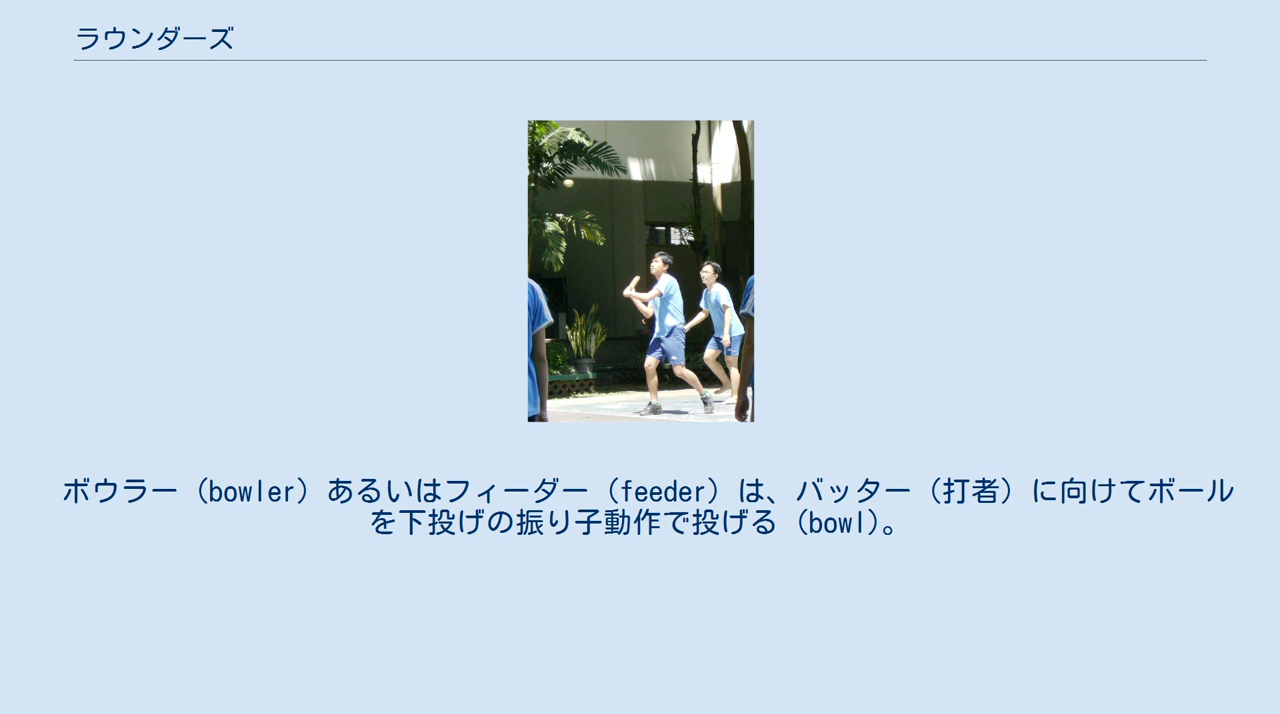 ラウンダーズ
ボウラー（bowler）あるいはフィーダー（feeder）は、バッター（打者）に向けてボール
を下投げの振り子動作で投げる（bowl）。